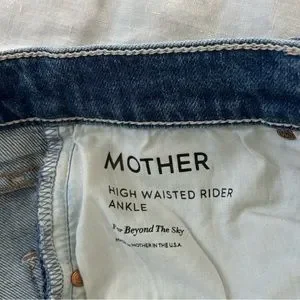 MOTHER
HIGH WAISTED RIDER
ANKLE
Beyond The Sky
MOTHER IN THE U.S.A.